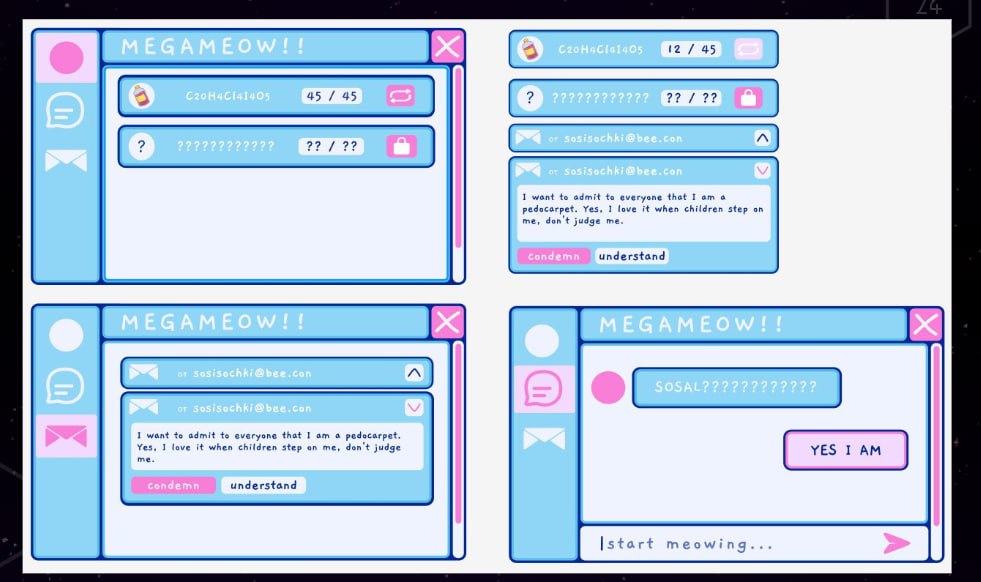 24
MEGAMEOW!!
C20H4Cl4I4O5 45 / 45
? ???????????? ?? / ??
C20H4Cl4I4O5 12 / 45
? ???????????? ?? / ??
от sosisochki@bee.con
от sosisochki@bee.con
I want to admit to everyone that I am a
pedocarpet. Yes, I love it when children step on
me, don't judge me.
condemn understand
MEGAMEOW!!
от sosisochki@bee.con
от sosisochki@bee.con
I want to admit to everyone that I am a pedocarpet.
Yes, I love it when children step on me, don't judge
me.
condemn understand
MEGAMEOW!!
SOSAL????????????
YES I AM
start meowing...